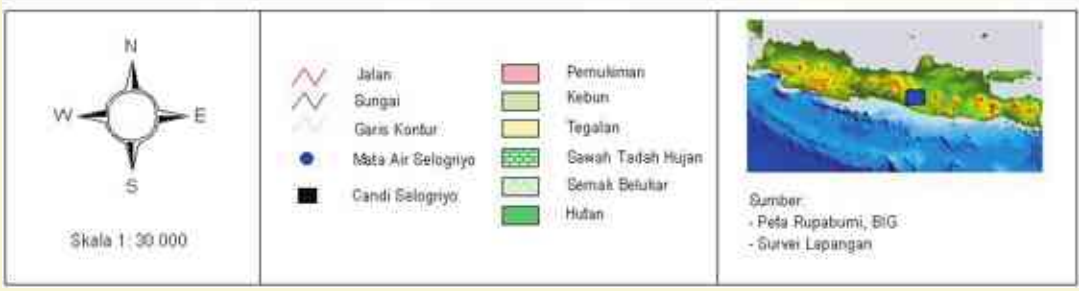 N
W
E
S
Skala 1: 30 000
Jalan
Sungai
Garis Kontur
Mata Air Selogriyo
Candi Selogriyo
Pemukiman
Kebun
Tegalan
Sawah Tadah Hujan
Semak Belukar
Hutan
Sumber:
- Peta Rupabumi, BIG
- Survei Lapangan